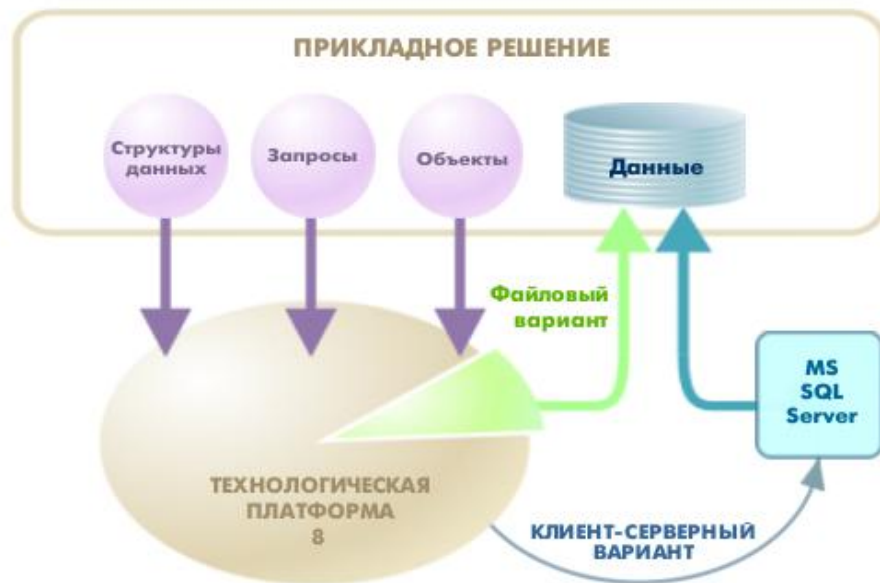 ПРИКЛАДНОЕ РЕШЕНИЕ
Структуры
данных
Запросы
Объекты
Данные
Файловый
вариант
MS
SQL
Server
ТЕХНОЛОГИЧЕСКАЯ
ПЛАТФОРМА
8
КЛИЕНТ-СЕРВЕРНЫЙ
ВАРИАНТ